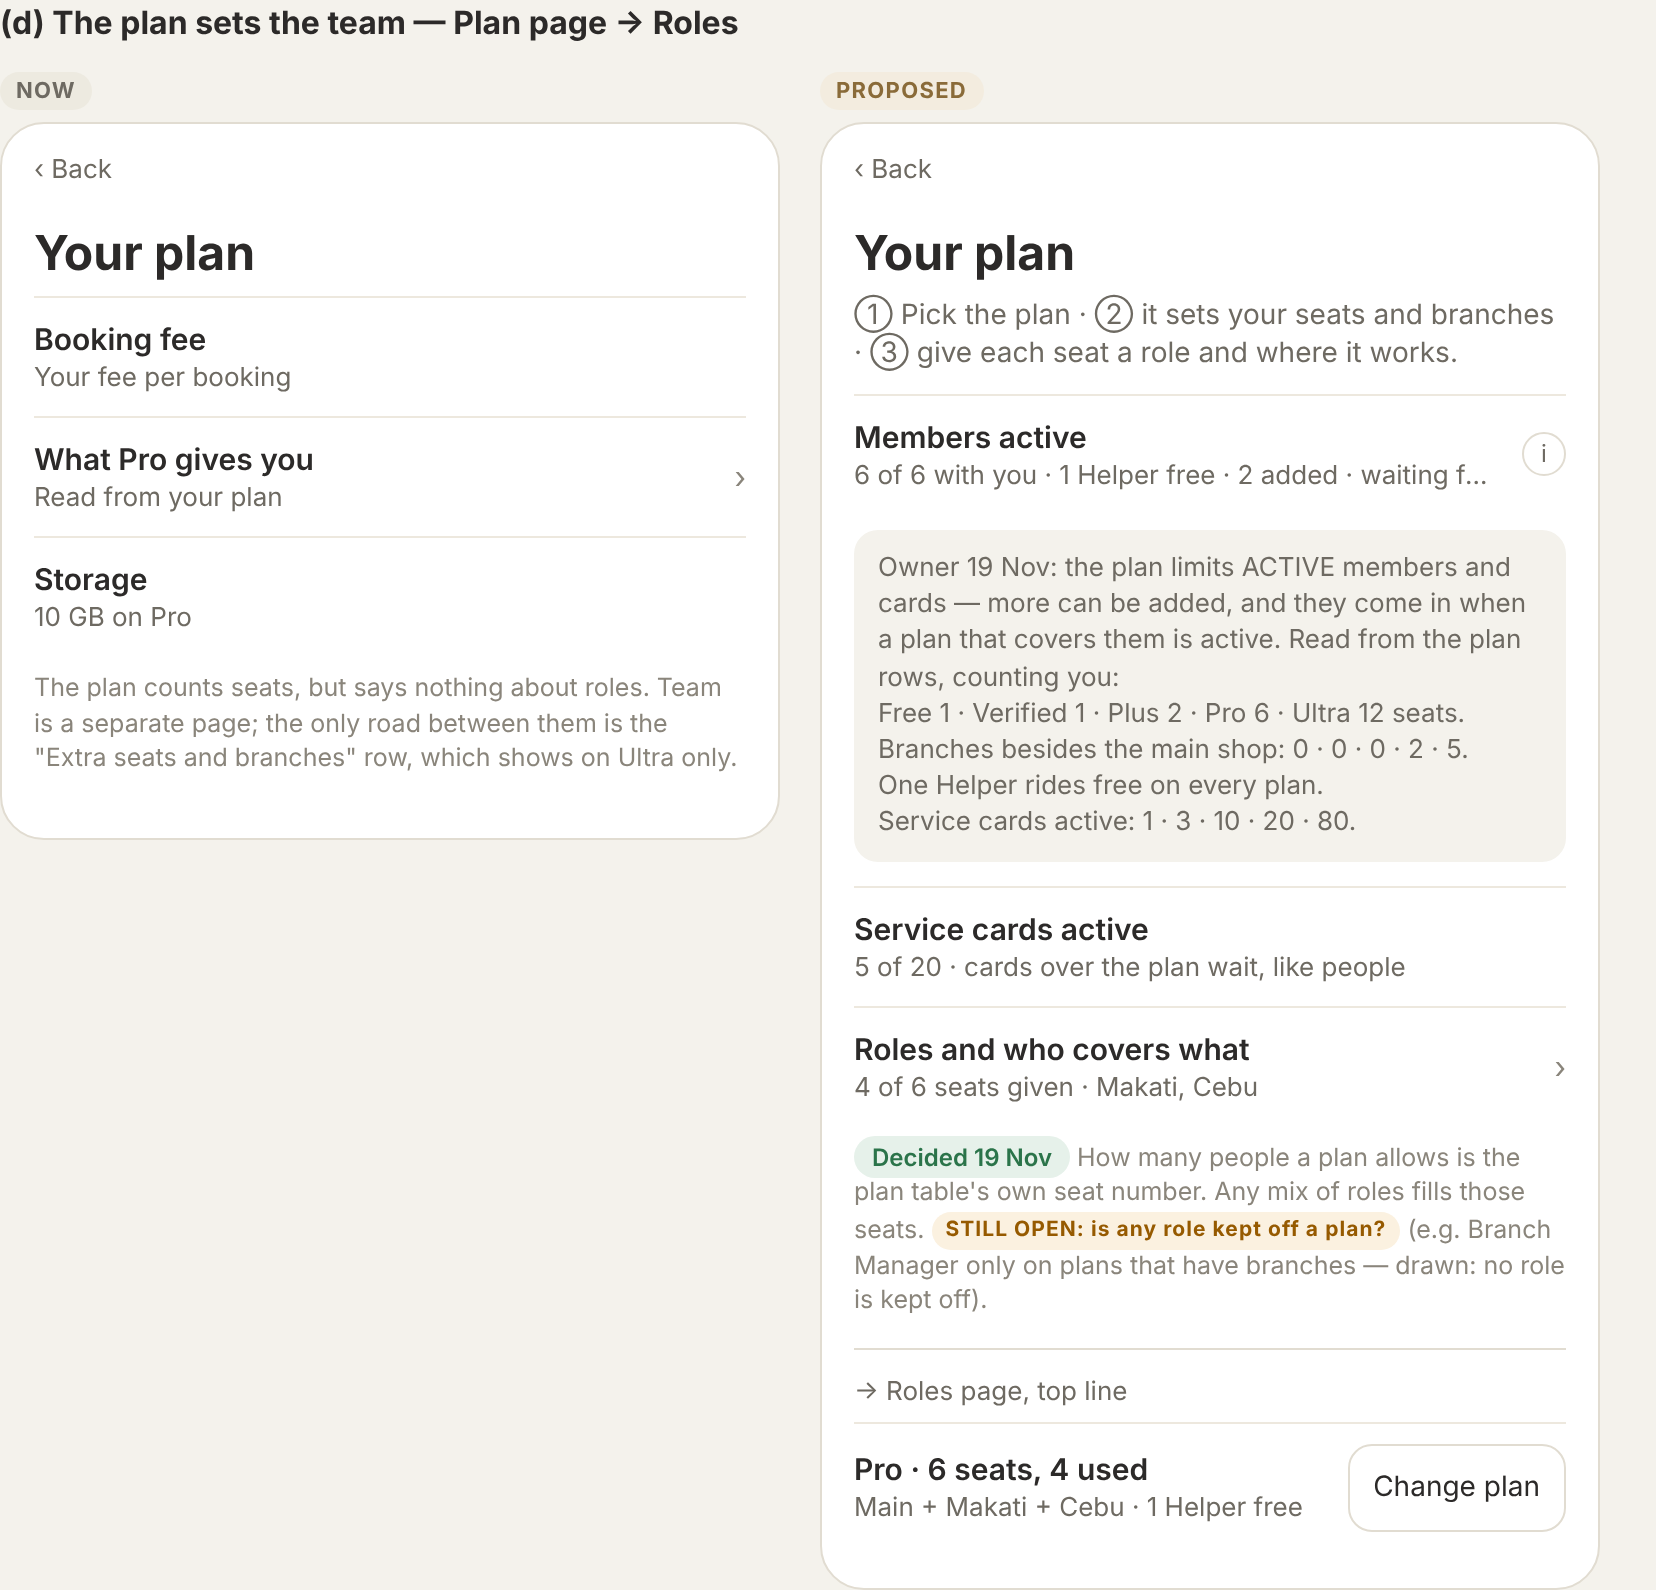 (d) The plan sets the team — Plan page → Roles
NOW
‹ Back
Your plan
Booking fee
Your fee per booking
What Pro gives you
Read from your plan
›
Storage
10 GB on Pro
The plan counts seats, but says nothing about roles. Team
is a separate page; the only road between them is the
"Extra seats and branches" row, which shows on Ultra only.
PROPOSED
‹ Back
Your plan
① Pick the plan · ② it sets your seats and branches
· ③ give each seat a role and where it works.
Members active
6 of 6 with you · 1 Helper free · 2 added · waiting f...
i
Owner 19 Nov: the plan limits ACTIVE members and
cards — more can be added, and they come in when
a plan that covers them is active. Read from the plan
rows, counting you:
Free 1 · Verified 1 · Plus 2 · Pro 6 · Ultra 12 seats.
Branches besides the main shop: 0 · 0 · 0 · 2 · 5.
One Helper rides free on every plan.
Service cards active: 1 · 3 · 10 · 20 · 80.
Service cards active
5 of 20 · cards over the plan wait, like people
Roles and who covers what
4 of 6 seats given · Makati, Cebu
›
Decided 19 Nov How many people a plan allows is the
plan table's own seat number. Any mix of roles fills those
seats. STILL OPEN: is any role kept off a plan? (e.g. Branch
Manager only on plans that have branches — drawn: no role
is kept off).
→ Roles page, top line
Pro · 6 seats, 4 used
Main + Makati + Cebu · 1 Helper free
Change plan